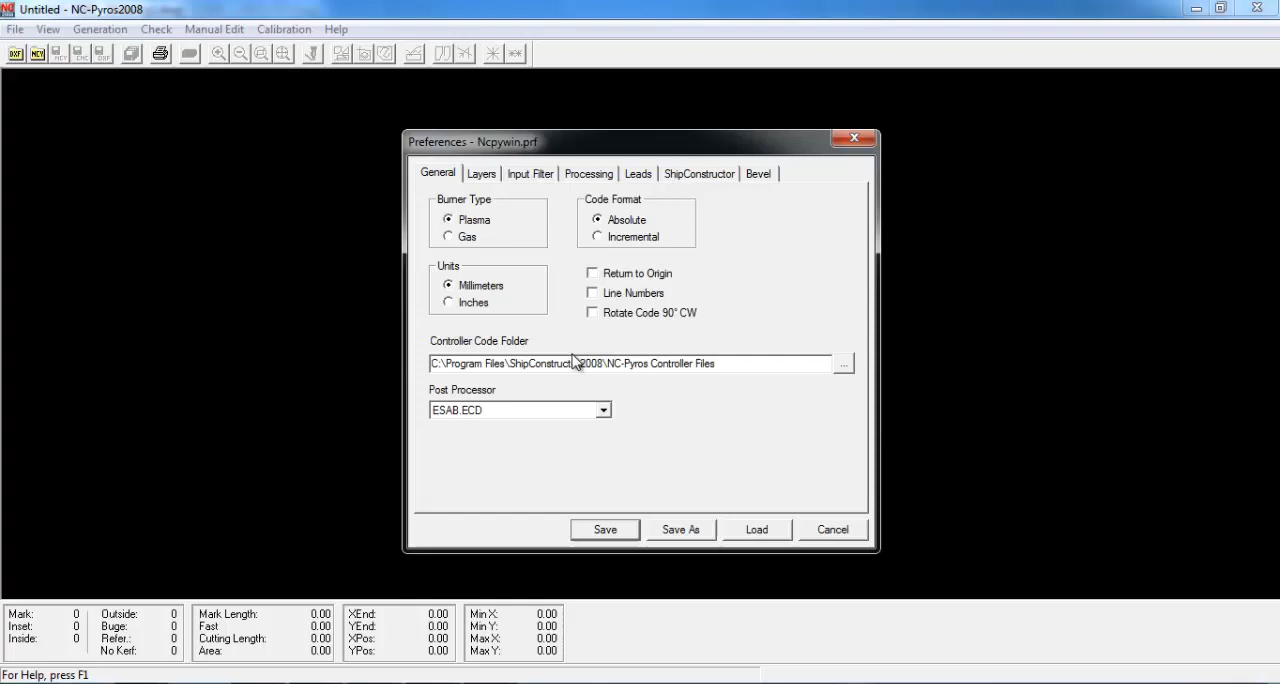 Untitled - NC-Pyros2008
File View Generation Check Manual Edit Calibration Help
DXF NCY
Preferences - Ncpywin.prf
General Layers Input Filter Processing Leads ShipConstructor Bevel
Burner Type
Plasma
Gas
Code Format
Absolute
Incremental
Units
Millimeters
Inches
Return to Origin
Line Numbers
Rotate Code 90° CW
Controller Code Folder
C:\Program Files\ShipConstructor2008\NC-Pyros Controller Files
...
Post Processor
ESAB.ECD
Save Save As Load Cancel
Mark: 0
Inset: 0
Inside: 0
Outside: 0
Buge: 0
Refer.: 0
No Kerf: 0
Mark Length: 0.00
Fast 0.00
Cutting Length: 0.00
Area: 0.00
XEnd: 0.00
YEnd: 0.00
XPos: 0.00
YPos: 0.00
Min X: 0.00
Min Y: 0.00
Max X: 0.00
Max Y: 0.00
For Help, press F1